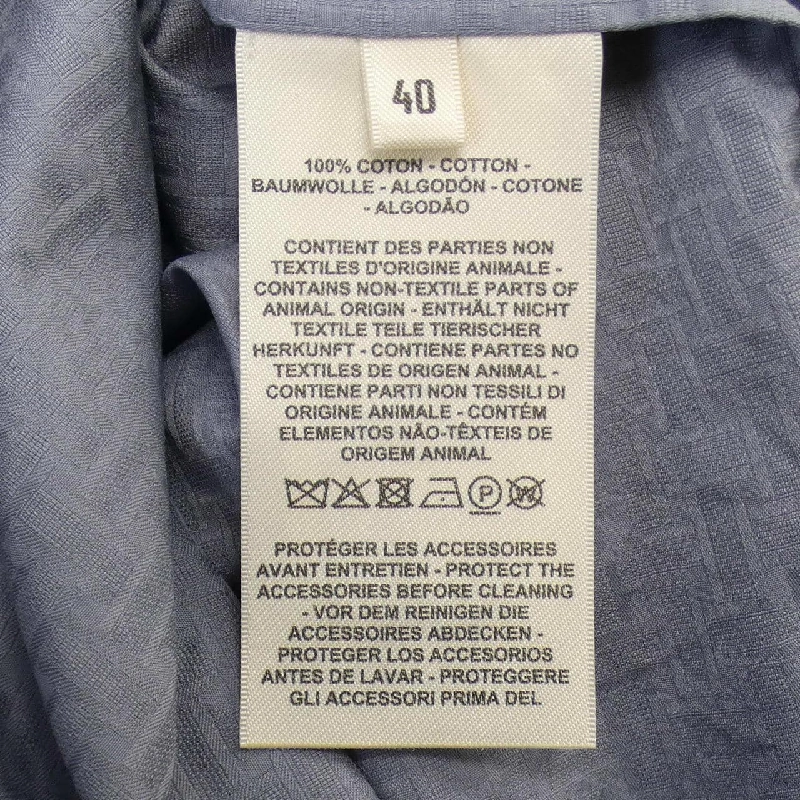 40
100% COTON - COTTON -
BAUMWOLLE - ALGODÓN - COTONE
- ALGODÃO
CONTIENT DES PARTIES NON
TEXTILES D'ORIGINE ANIMALE -
CONTAINS NON-TEXTILE PARTS OF
ANIMAL ORIGIN - ENTHÄLT NICHT
TEXTILE TEILE TIERISCHER
HERKUNFT - CONTIENE PARTES NO
TEXTILES DE ORIGEN ANIMAL -
CONTIENE PARTI NON TESSILI DI
ORIGINE ANIMALE - CONTÉM
ELEMENTOS NÃO-TÊXTEIS DE
ORIGEM ANIMAL
P W
PROTÉGER LES ACCESSOIRES
AVANT ENTRETIEN - PROTECT THE
ACCESSORIES BEFORE CLEANING
- VOR DEM REINIGEN DIE
ACCESSOIRES ABDECKEN -
PROTEGER LOS ACCESORIOS
ANTES DE LAVAR - PROTEGGERE
GLI ACCESSORI PRIMA DEL